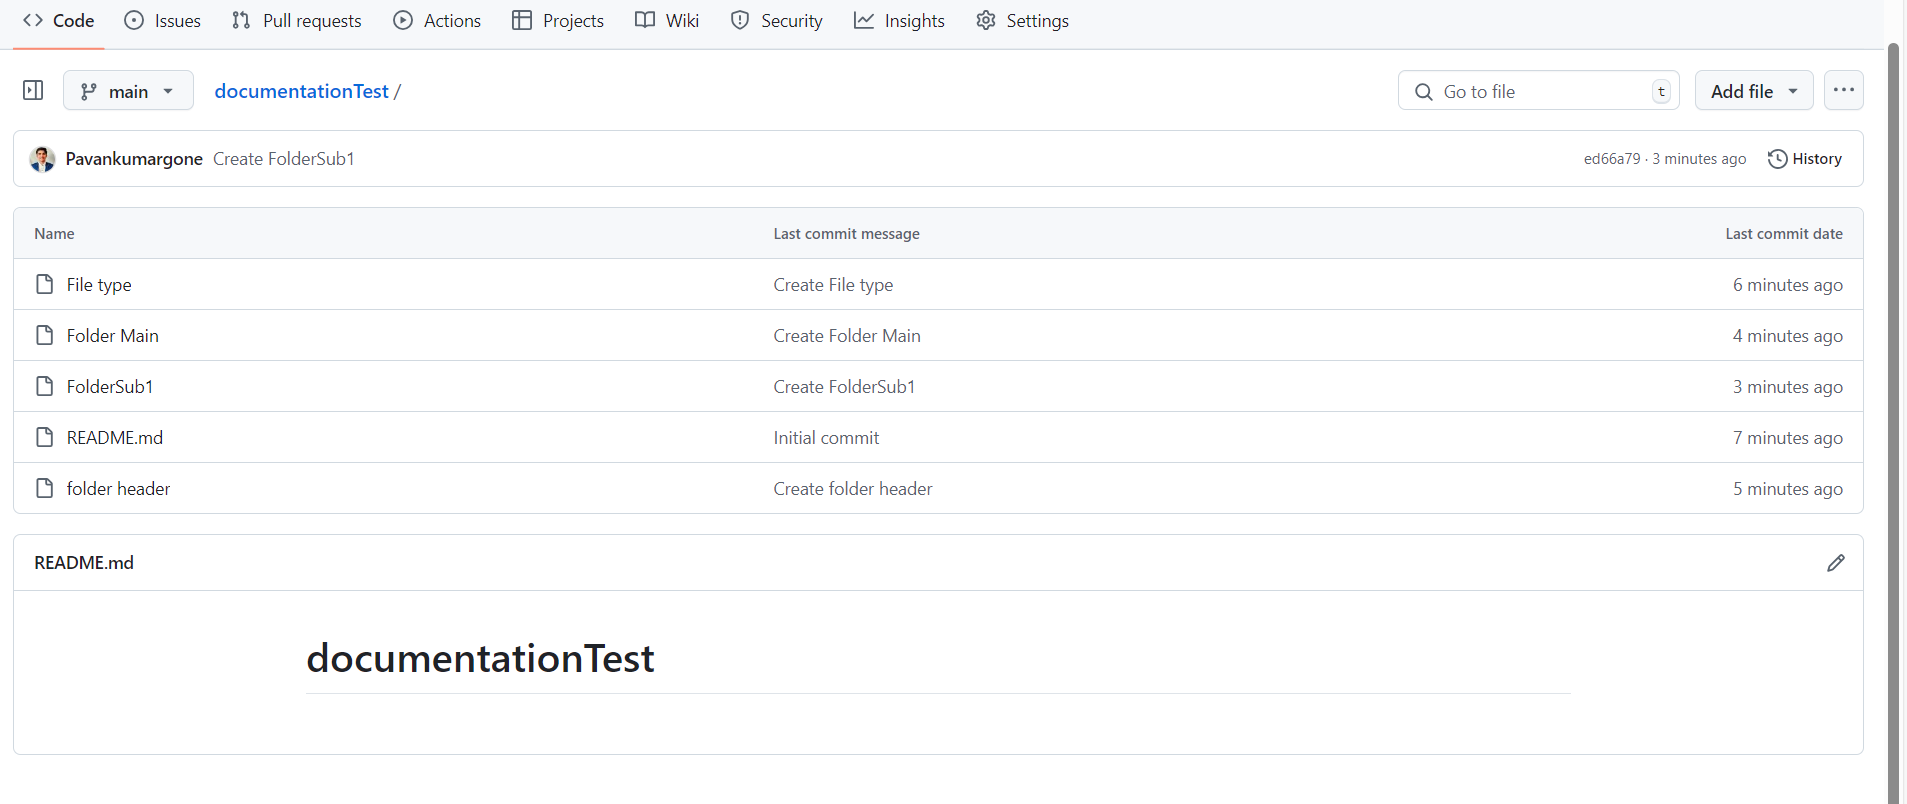 Code Issues Pull requests Actions Projects Wiki Security Insights Settings
main documentationTest / Go to file t Add file
Pavankumargone Create FolderSub1 ed66a79 · 3 minutes ago History
Name Last commit message Last commit date
File type Create File type 6 minutes ago
Folder Main Create Folder Main 4 minutes ago
FolderSub1 Create FolderSub1 3 minutes ago
README.md Initial commit 7 minutes ago
folder header Create folder header 5 minutes ago
README.md
documentationTest